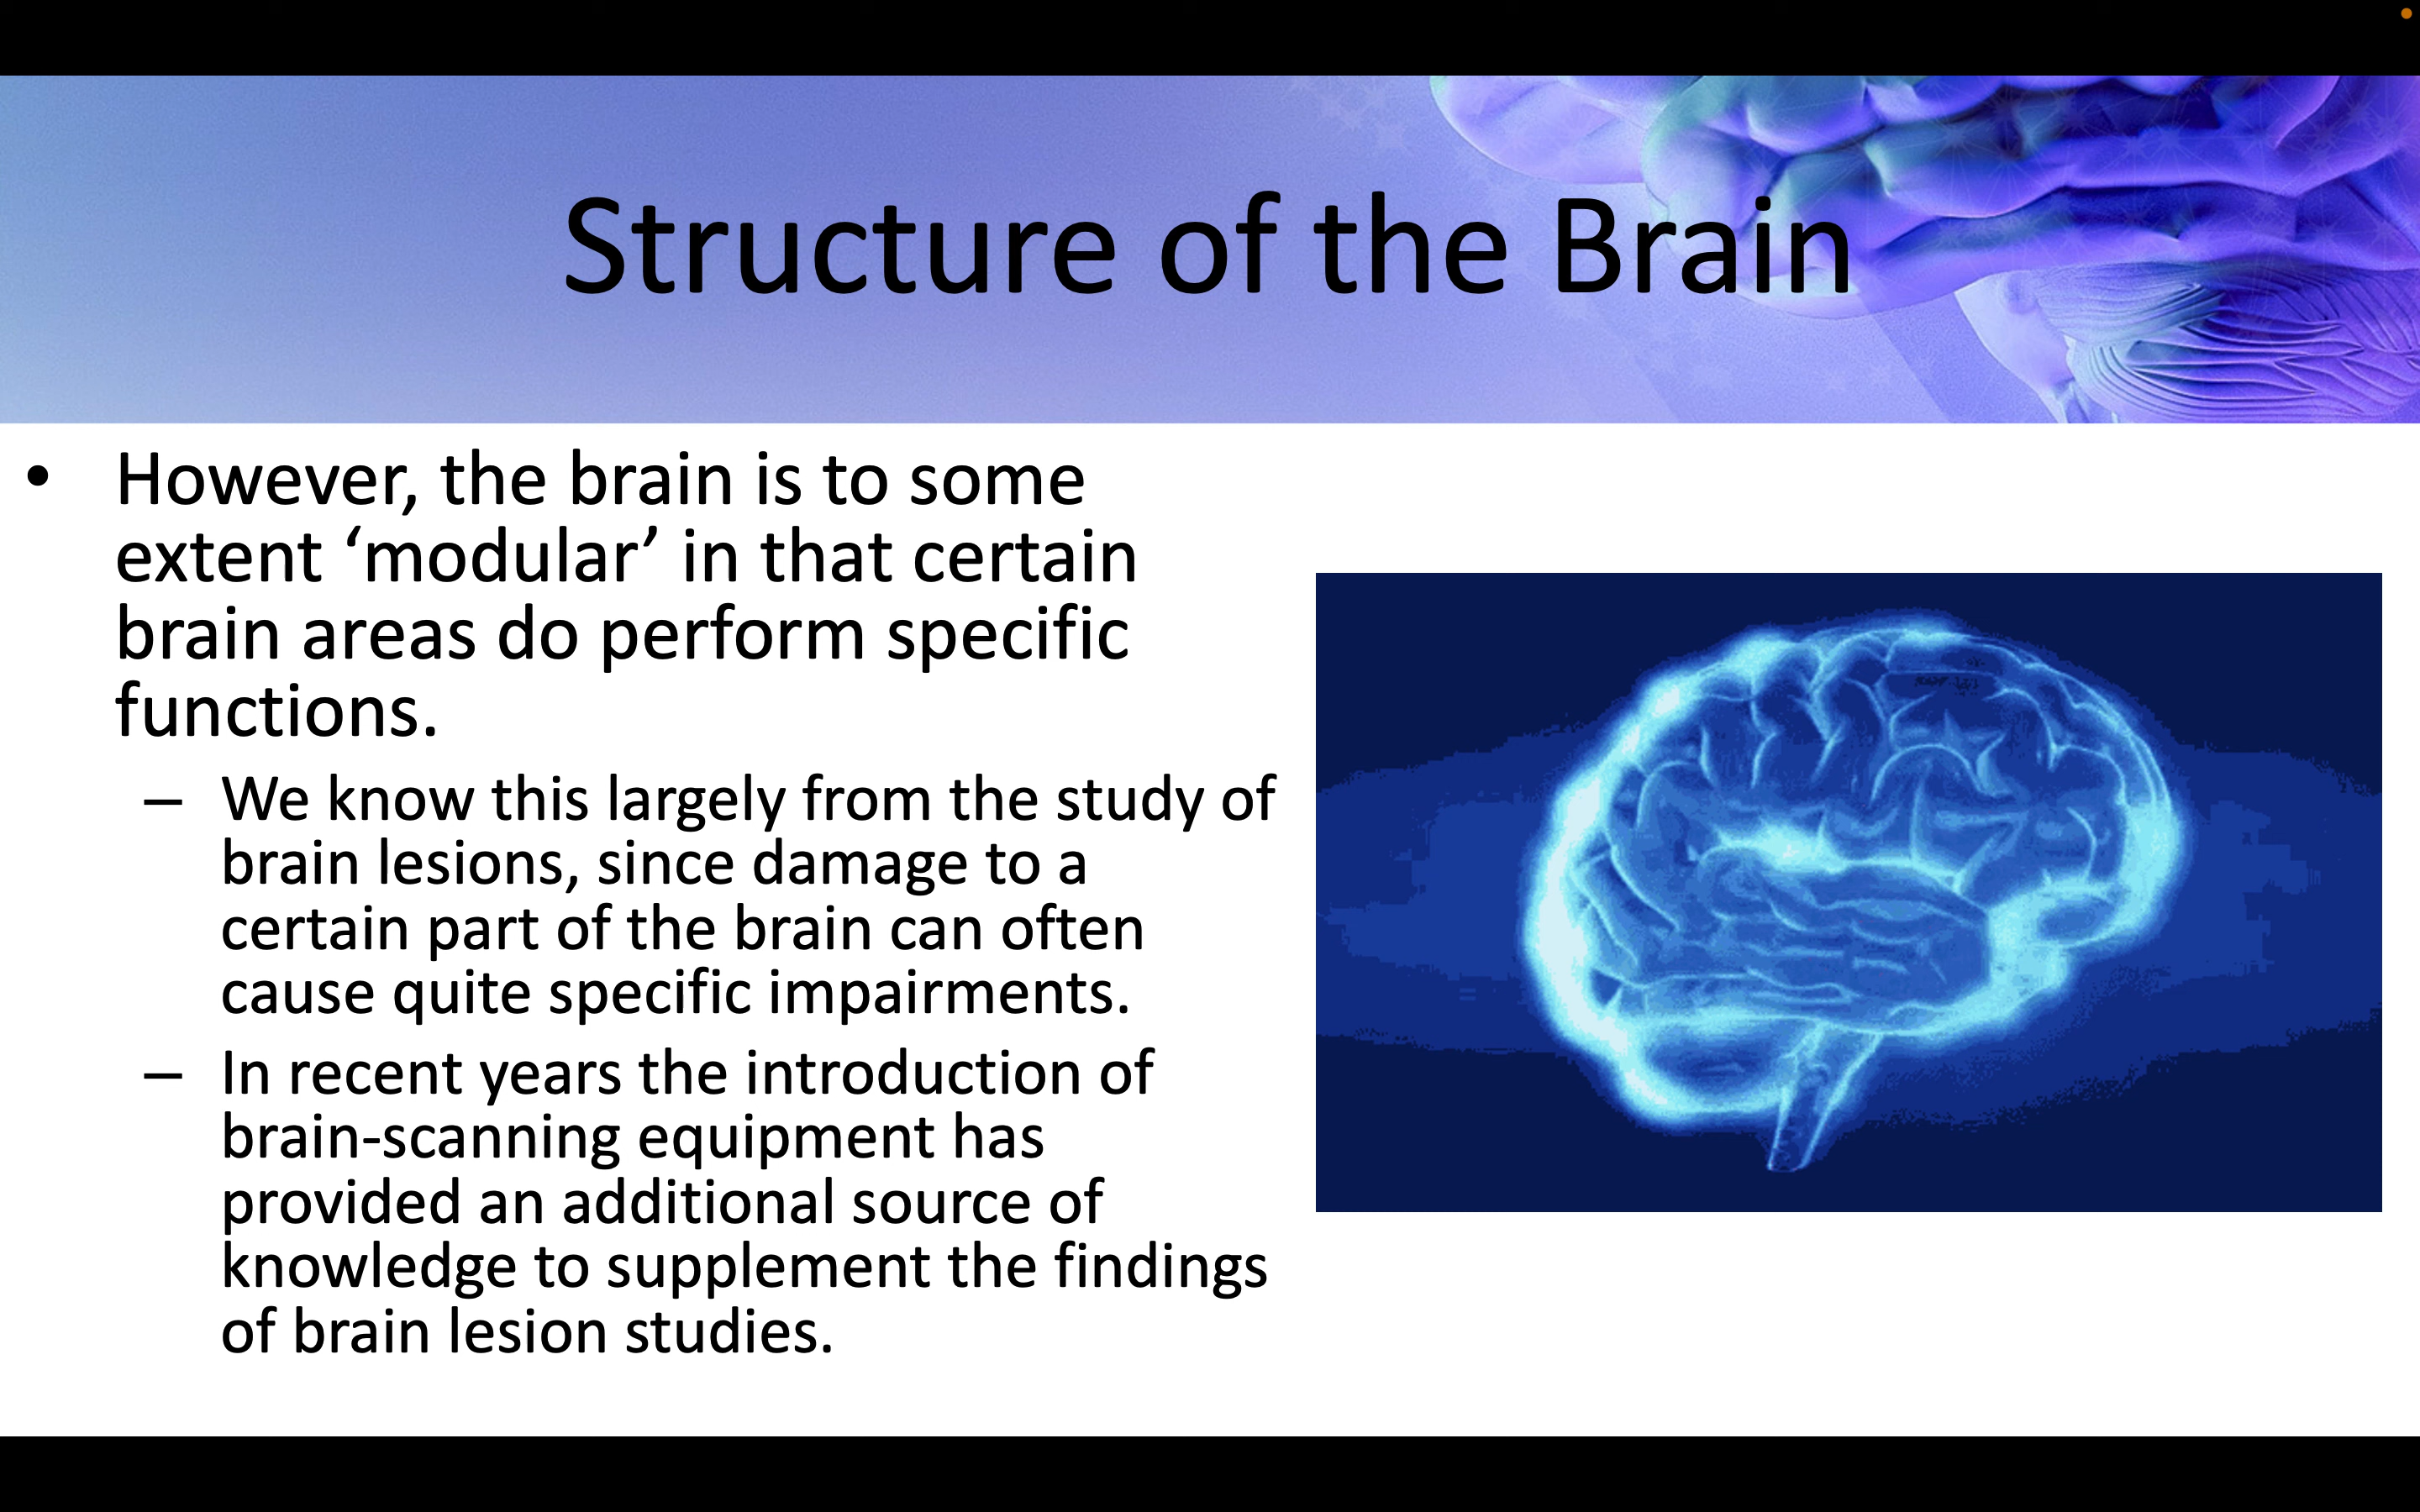 Structure of the Brain
• However, the brain is to some
extent ‘modular’ in that certain
brain areas do perform specific
functions.
– We know this largely from the study of
brain lesions, since damage to a
certain part of the brain can often
cause quite specific impairments.
– In recent years the introduction of
brain-scanning equipment has
provided an additional source of
knowledge to supplement the findings
of brain lesion studies.